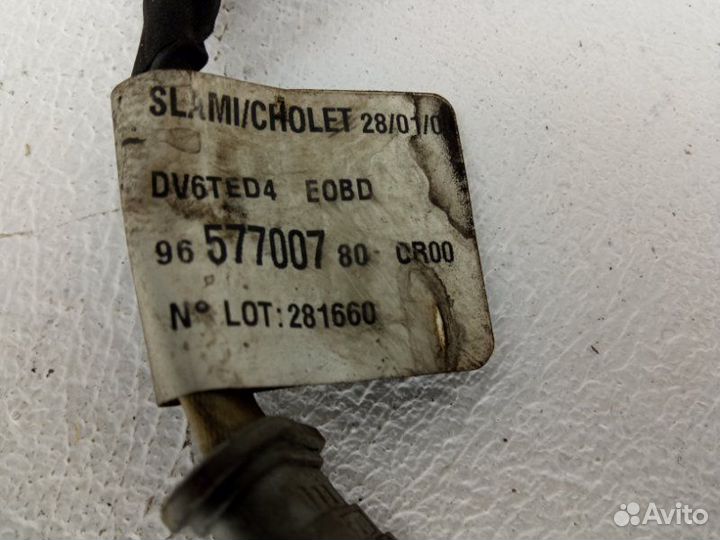 SLAMI/CHOLET 28/01/0
DV6TED4 EOBD
96 577007 80 CR00
N° LOT: 281660
Avito